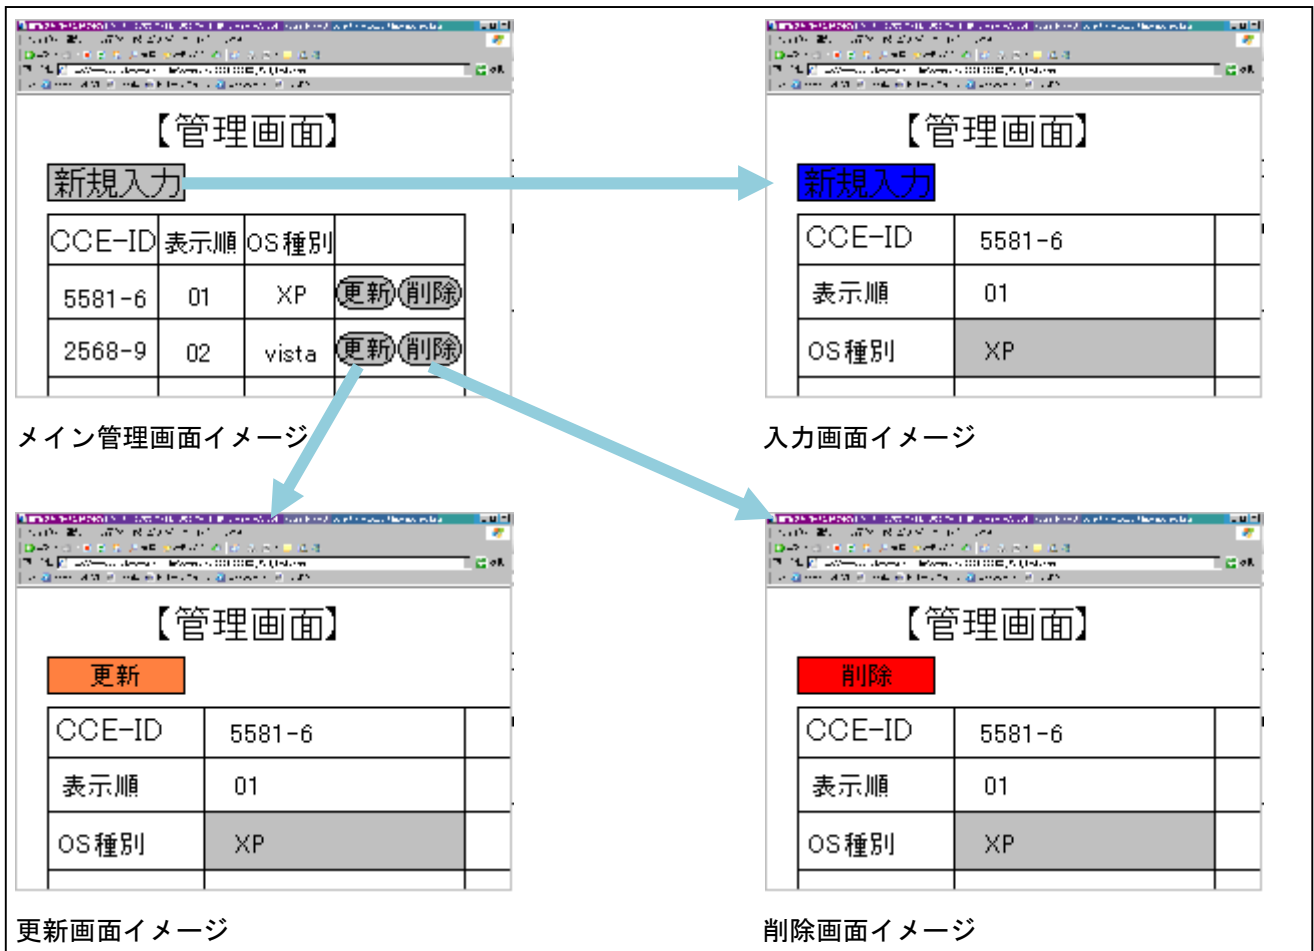 【管理画面】
新規入力
CCE-ID 表示順 OS種別
5581-6 01 XP 更新 削除
2568-9 02 vista 更新 削除
メイン管理画面イメージ
【管理画面】
新規入力
CCE-ID 5581-6
表示順 01
OS種別 XP
入力画面イメージ
【管理画面】
更新
CCE-ID 5581-6
表示順 01
OS種別 XP
更新画面イメージ
【管理画面】
削除
CCE-ID 5581-6
表示順 01
OS種別 XP
削除画面イメージ